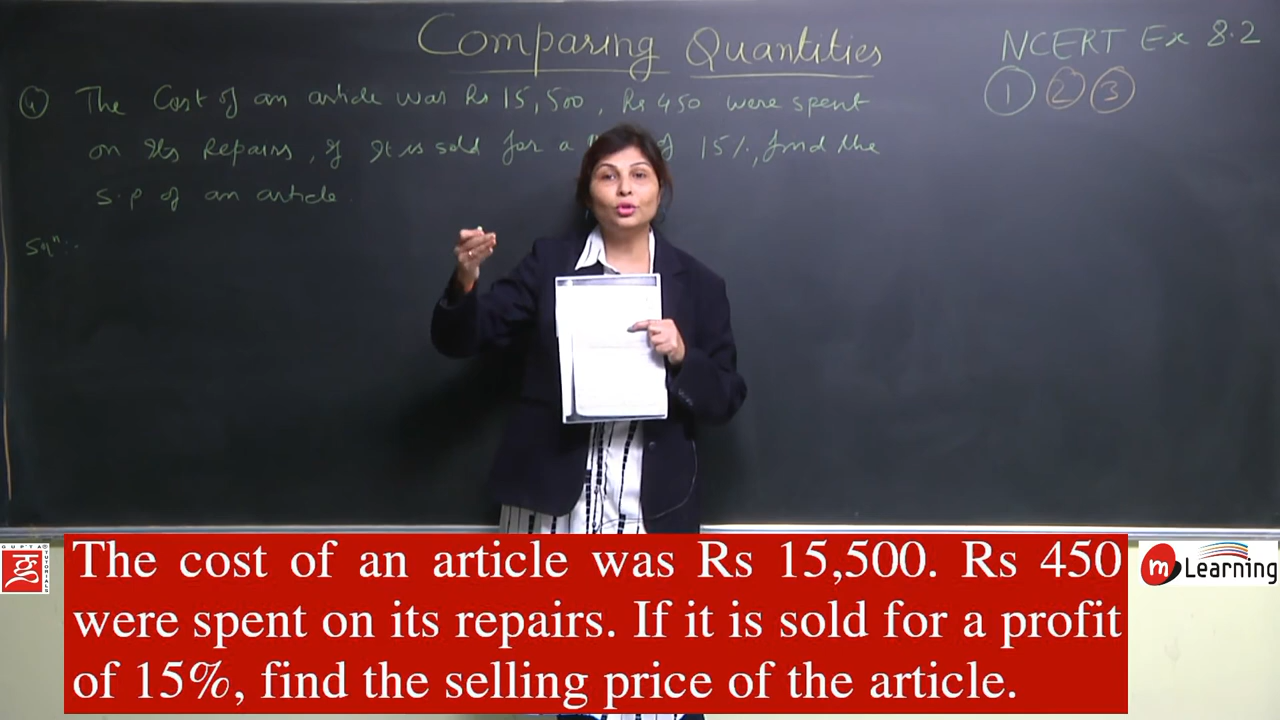 Comparing Quantities
NCERT Ex 8.2
1 2 3
4 The Cost of an article was Rs 15,500, Rs 450 were spent
on Its Repairs, If It is sold for a of 15%, find the
S.P of an article.
Solⁿ:-
The cost of an article was Rs 15,500. Rs 450
were spent on its repairs. If it is sold for a profit
of 15%, find the selling price of the article.
GUPTA
TUTORIALS
m Learning